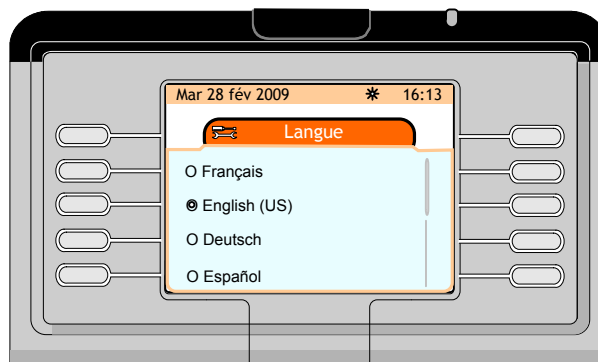 Mar 28 fév 2009 16:13
Langue
O Français
English (US)
O Deutsch
O Español